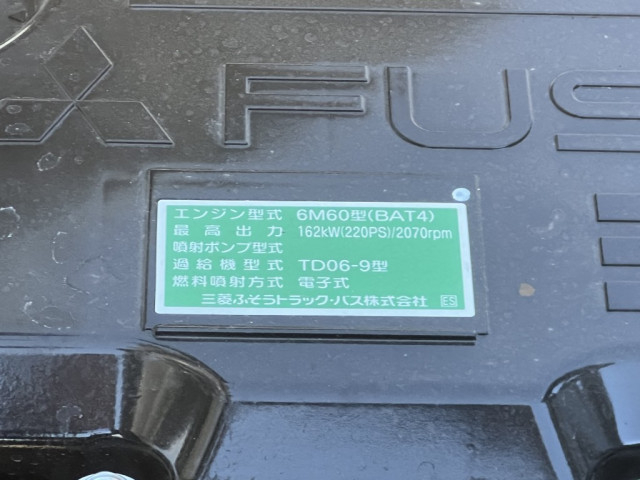 FUS
エンジン型式 6M60型(BAT4)
最高出力 162kW(220PS)/2070rpm
噴射ポンプ型式
過給機型式 TD06-9型
燃料噴射方式 電子式
三菱ふそうトラック・バス株式会社 ES